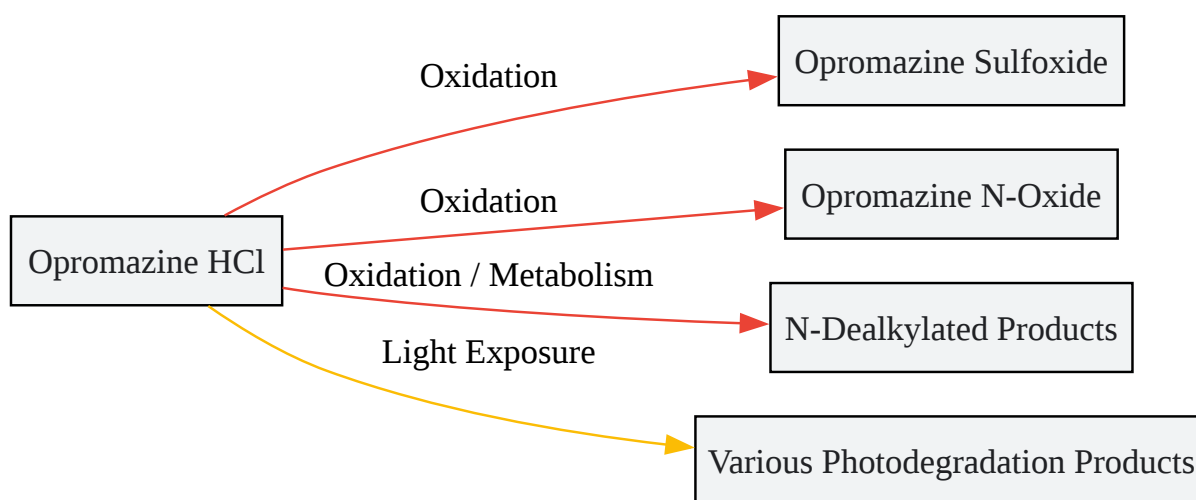 Opromazine Sulfoxide
Oxidation
Opromazine N-Oxide
Oxidation
Opromazine HCl
Oxidation / Metabolism
N-Dealkylated Products
Light Exposure
Various Photodegradation Products